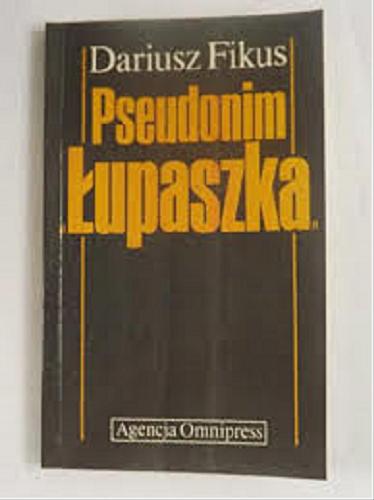 Dariusz Fikus
Pseudonim
„Łupaszka”
Agencja Omnipress